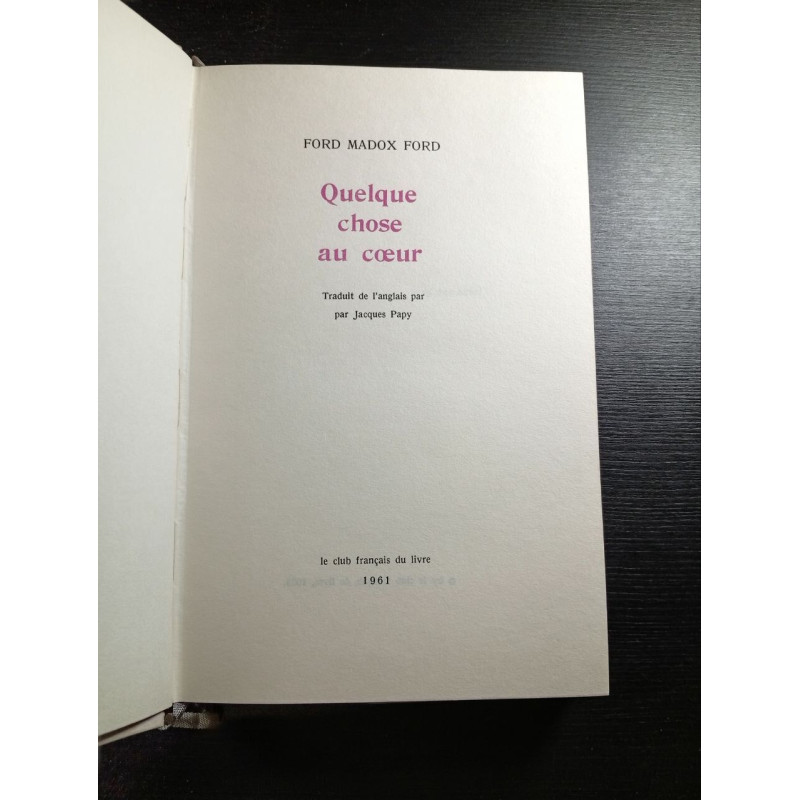 FORD MADOX FORD
Quelque
chose
au cœur
Traduit de l'anglais par
par Jacques Papy
le club français du livre
1961